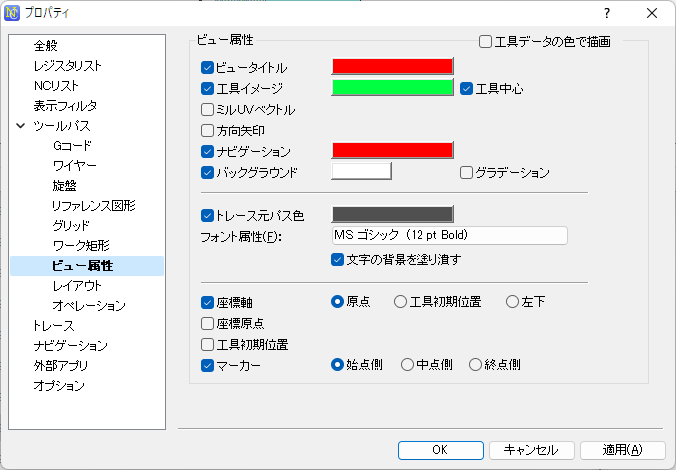 プロパティ
全般
レジスタリスト
NCリスト
表示フィルタ
ツールパス
Gコード
ワイヤー
旋盤
リファレンス図形
グリッド
ワーク矩形
ビュー属性
レイアウト
オペレーション
トレース
ナビゲーション
外部アプリ
オプション
ビュー属性 工具データの色で描画
ビュータイトル
工具イメージ 工具中心
ミルUVベクトル
方向矢印
ナビゲーション
バックグラウンド グラデーション
トレース元パス色
フォント属性(F): MS ゴシック (12 pt Bold)
文字の背景を塗り潰す
座標軸 原点 工具初期位置 左下
座標原点
工具初期位置
マーカー 始点側 中点側 終点側
OK キャンセル 適用(A)